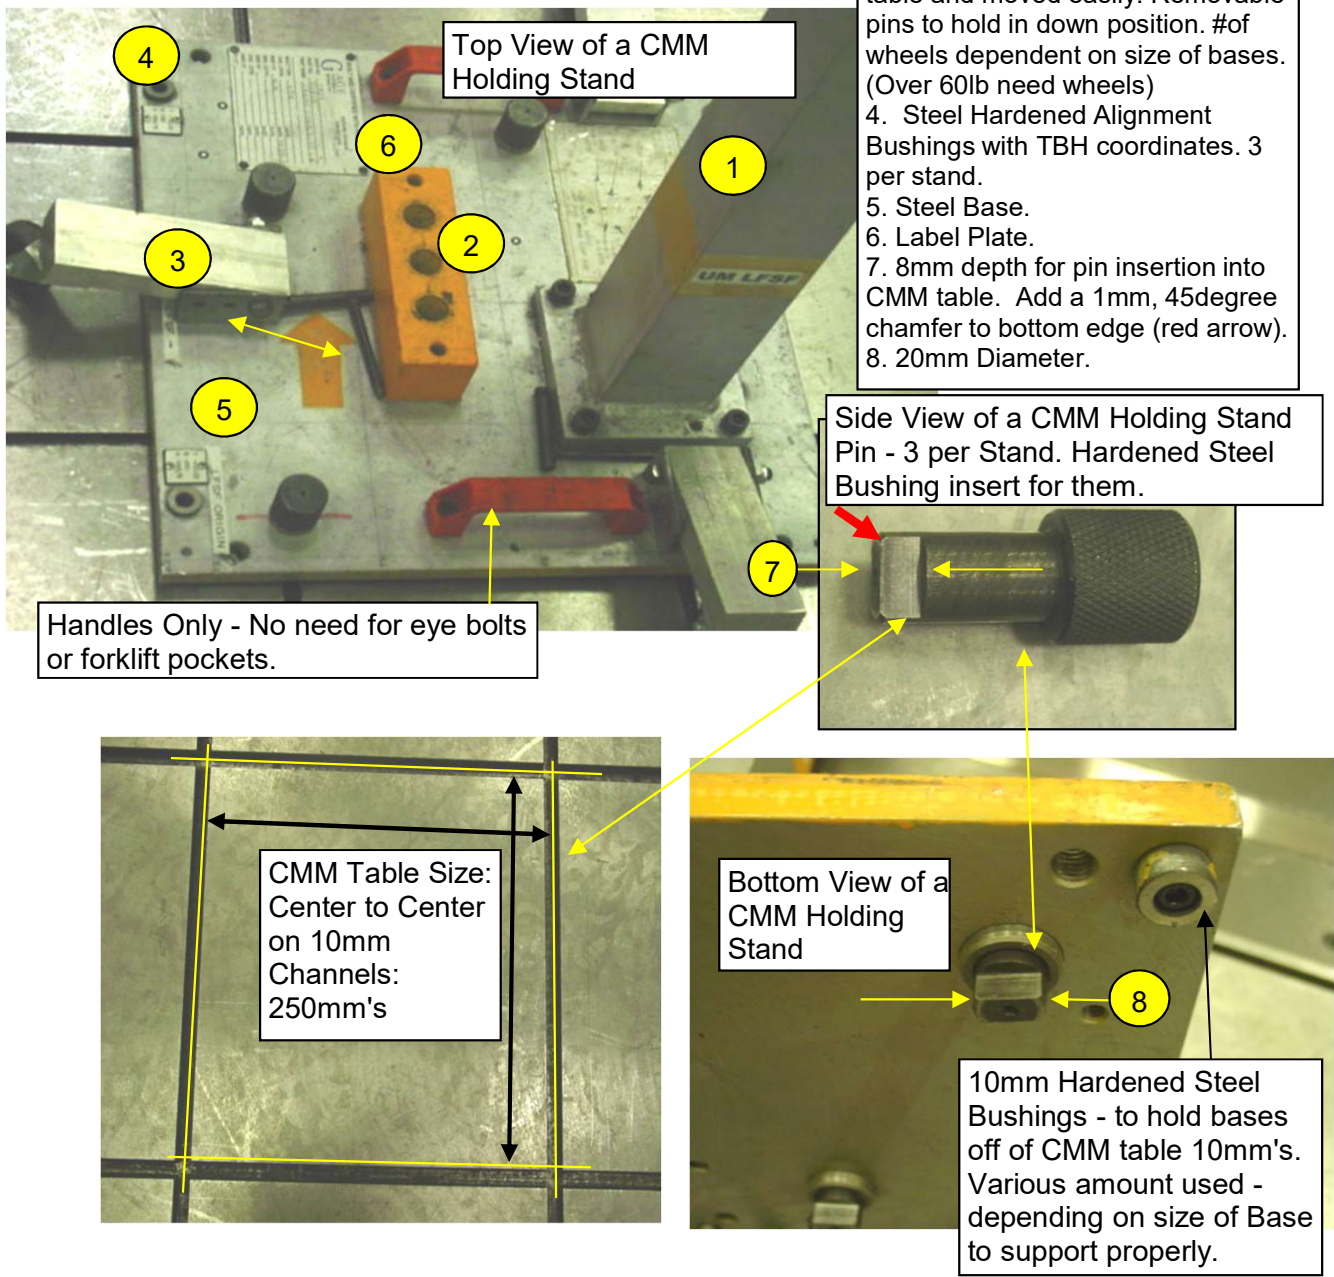 table and moved easily. Removable
pins to hold in down position. #of
wheels dependent on size of bases.
(Over 60lb need wheels)
4. Steel Hardened Alignment
Bushings with TBH coordinates. 3
per stand.
5. Steel Base.
6. Label Plate.
7. 8mm depth for pin insertion into
CMM table. Add a 1mm, 45degree
chamfer to bottom edge (red arrow).
8. 20mm Diameter.
Top View of a CMM
Holding Stand
4
6
1
2
3
5
UM LFSF
LFSF ORIGIN
Side View of a CMM Holding Stand
Pin - 3 per Stand. Hardened Steel
Bushing insert for them.
7
Handles Only - No need for eye bolts
or forklift pockets.
CMM Table Size:
Center to Center
on 10mm
Channels:
250mm's
Bottom View of a
CMM Holding
Stand
8
10mm Hardened Steel
Bushings - to hold bases
off of CMM table 10mm's.
Various amount used -
depending on size of Base
to support properly.